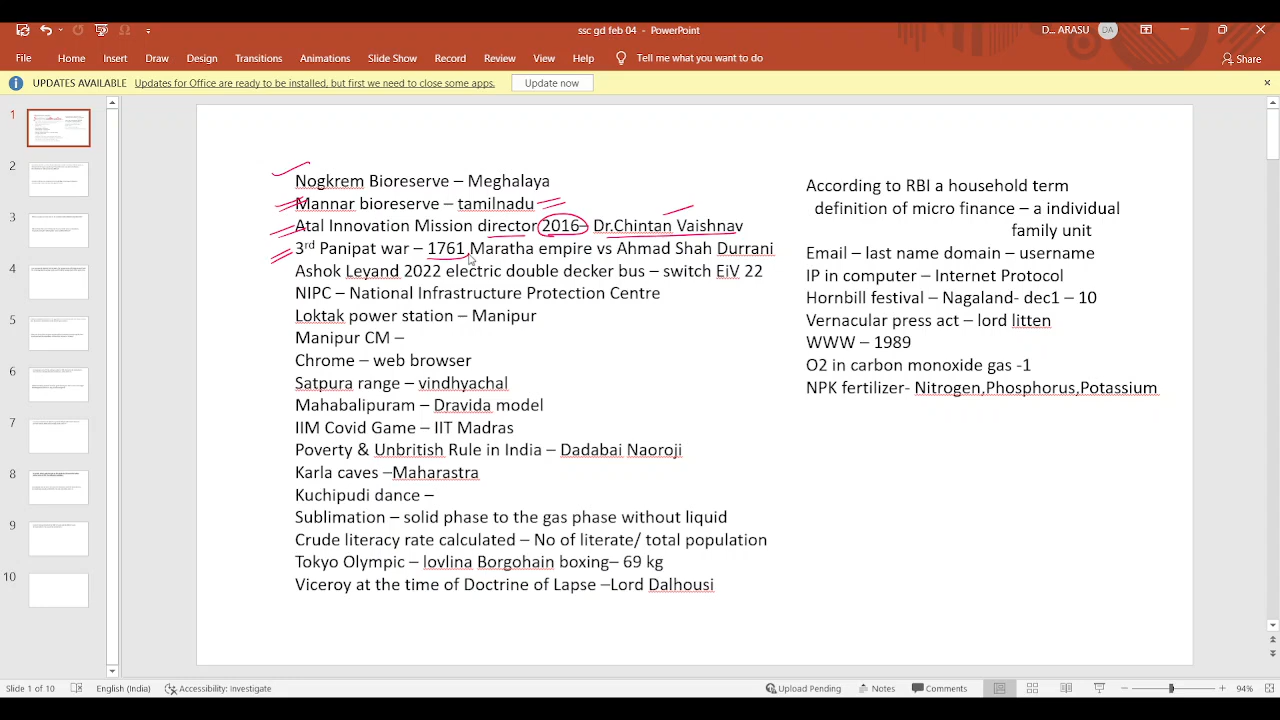 ssc gd feb 04 - PowerPoint
D... ARASU
DA
File Home Insert Draw Design Transitions Animations Slide Show Record Review View Help Tell me what you want to do
Share
UPDATES AVAILABLE Updates for Office are ready to be installed, but first we need to close some apps. Update now
1
2
3
4
5
6
7
8
9
10
Nogkrem Bioreserve – Meghalaya
Mannar bioreserve – tamilnadu
Atal Innovation Mission director 2016– Dr.Chintan Vaishnav
3rd Panipat war – 1761 Maratha empire vs Ahmad Shah Durrani
Ashok Leyand 2022 electric double decker bus – switch EiV 22
NIPC – National Infrastructure Protection Centre
Loktak power station – Manipur
Manipur CM –
Chrome – web browser
Satpura range – vindhyachal
Mahabalipuram – Dravida model
IIM Covid Game – IIT Madras
Poverty & Unbritish Rule in India – Dadabai Naoroji
Karla caves –Maharastra
Kuchipudi dance –
Sublimation – solid phase to the gas phase without liquid
Crude literacy rate calculated – No of literate/ total population
Tokyo Olympic – lovlina Borgohain boxing– 69 kg
Viceroy at the time of Doctrine of Lapse –Lord Dalhousi
According to RBI a household term
definition of micro finance – a individual
family unit
Email – last name domain – username
IP in computer – Internet Protocol
Hornbill festival – Nagaland- dec1 – 10
Vernacular press act – lord litten
WWW – 1989
O2 in carbon monoxide gas -1
NPK fertilizer- Nitrogen,Phosphorus,Potassium
Slide 1 of 10 English (India) Accessibility: Investigate Upload Pending Notes Comments 94%